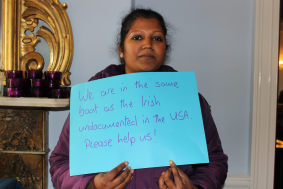 We are in the same
boat as the Irish
undocumented in the USA.
Please help us!